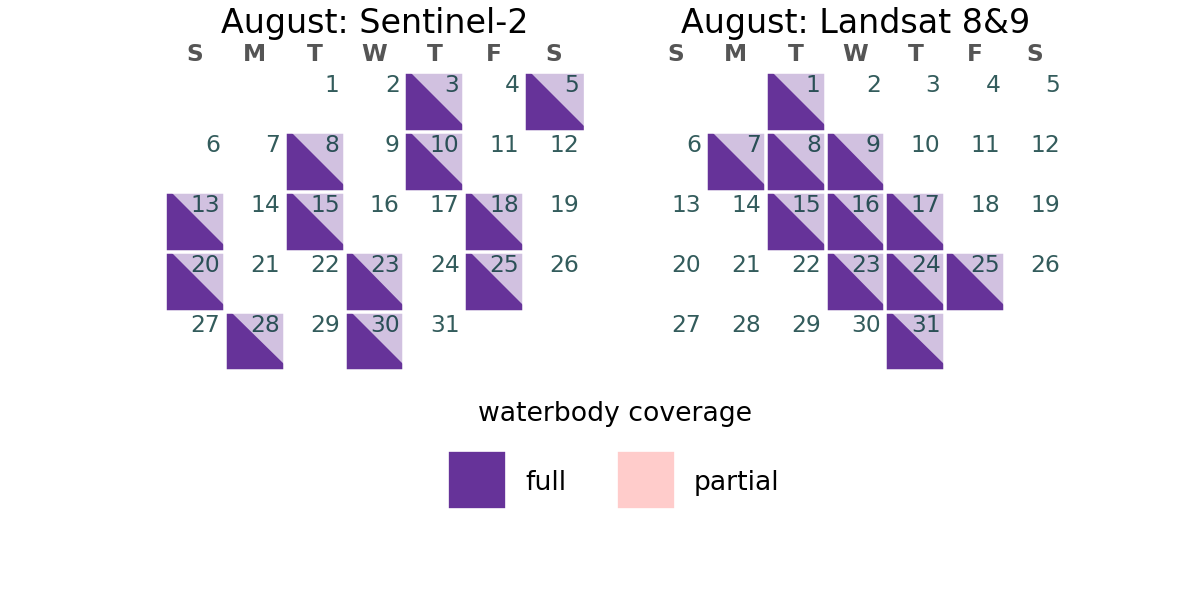 August: Sentinel-2
S M T W T F S
1 2 3 4 5
6 7 8 9 10 11 12
13 14 15 16 17 18 19
20 21 22 23 24 25 26
27 28 29 30 31
August: Landsat 8&9
S M T W T F S
1 2 3 4 5
6 7 8 9 10 11 12
13 14 15 16 17 18 19
20 21 22 23 24 25 26
27 28 29 30 31
waterbody coverage
full partial